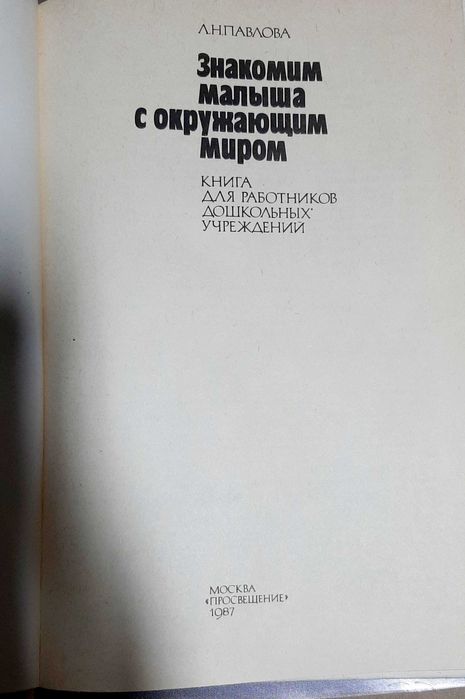 Л.Н.ПАВЛОВА
Знакомим
малыша
с окружающим
миром
КНИГА
ДЛЯ РАБОТНИКОВ
ДОШКОЛЬНЫХ
УЧРЕЖДЕНИЙ
МОСКВА
«ПРОСВЕЩЕНИЕ»
1987